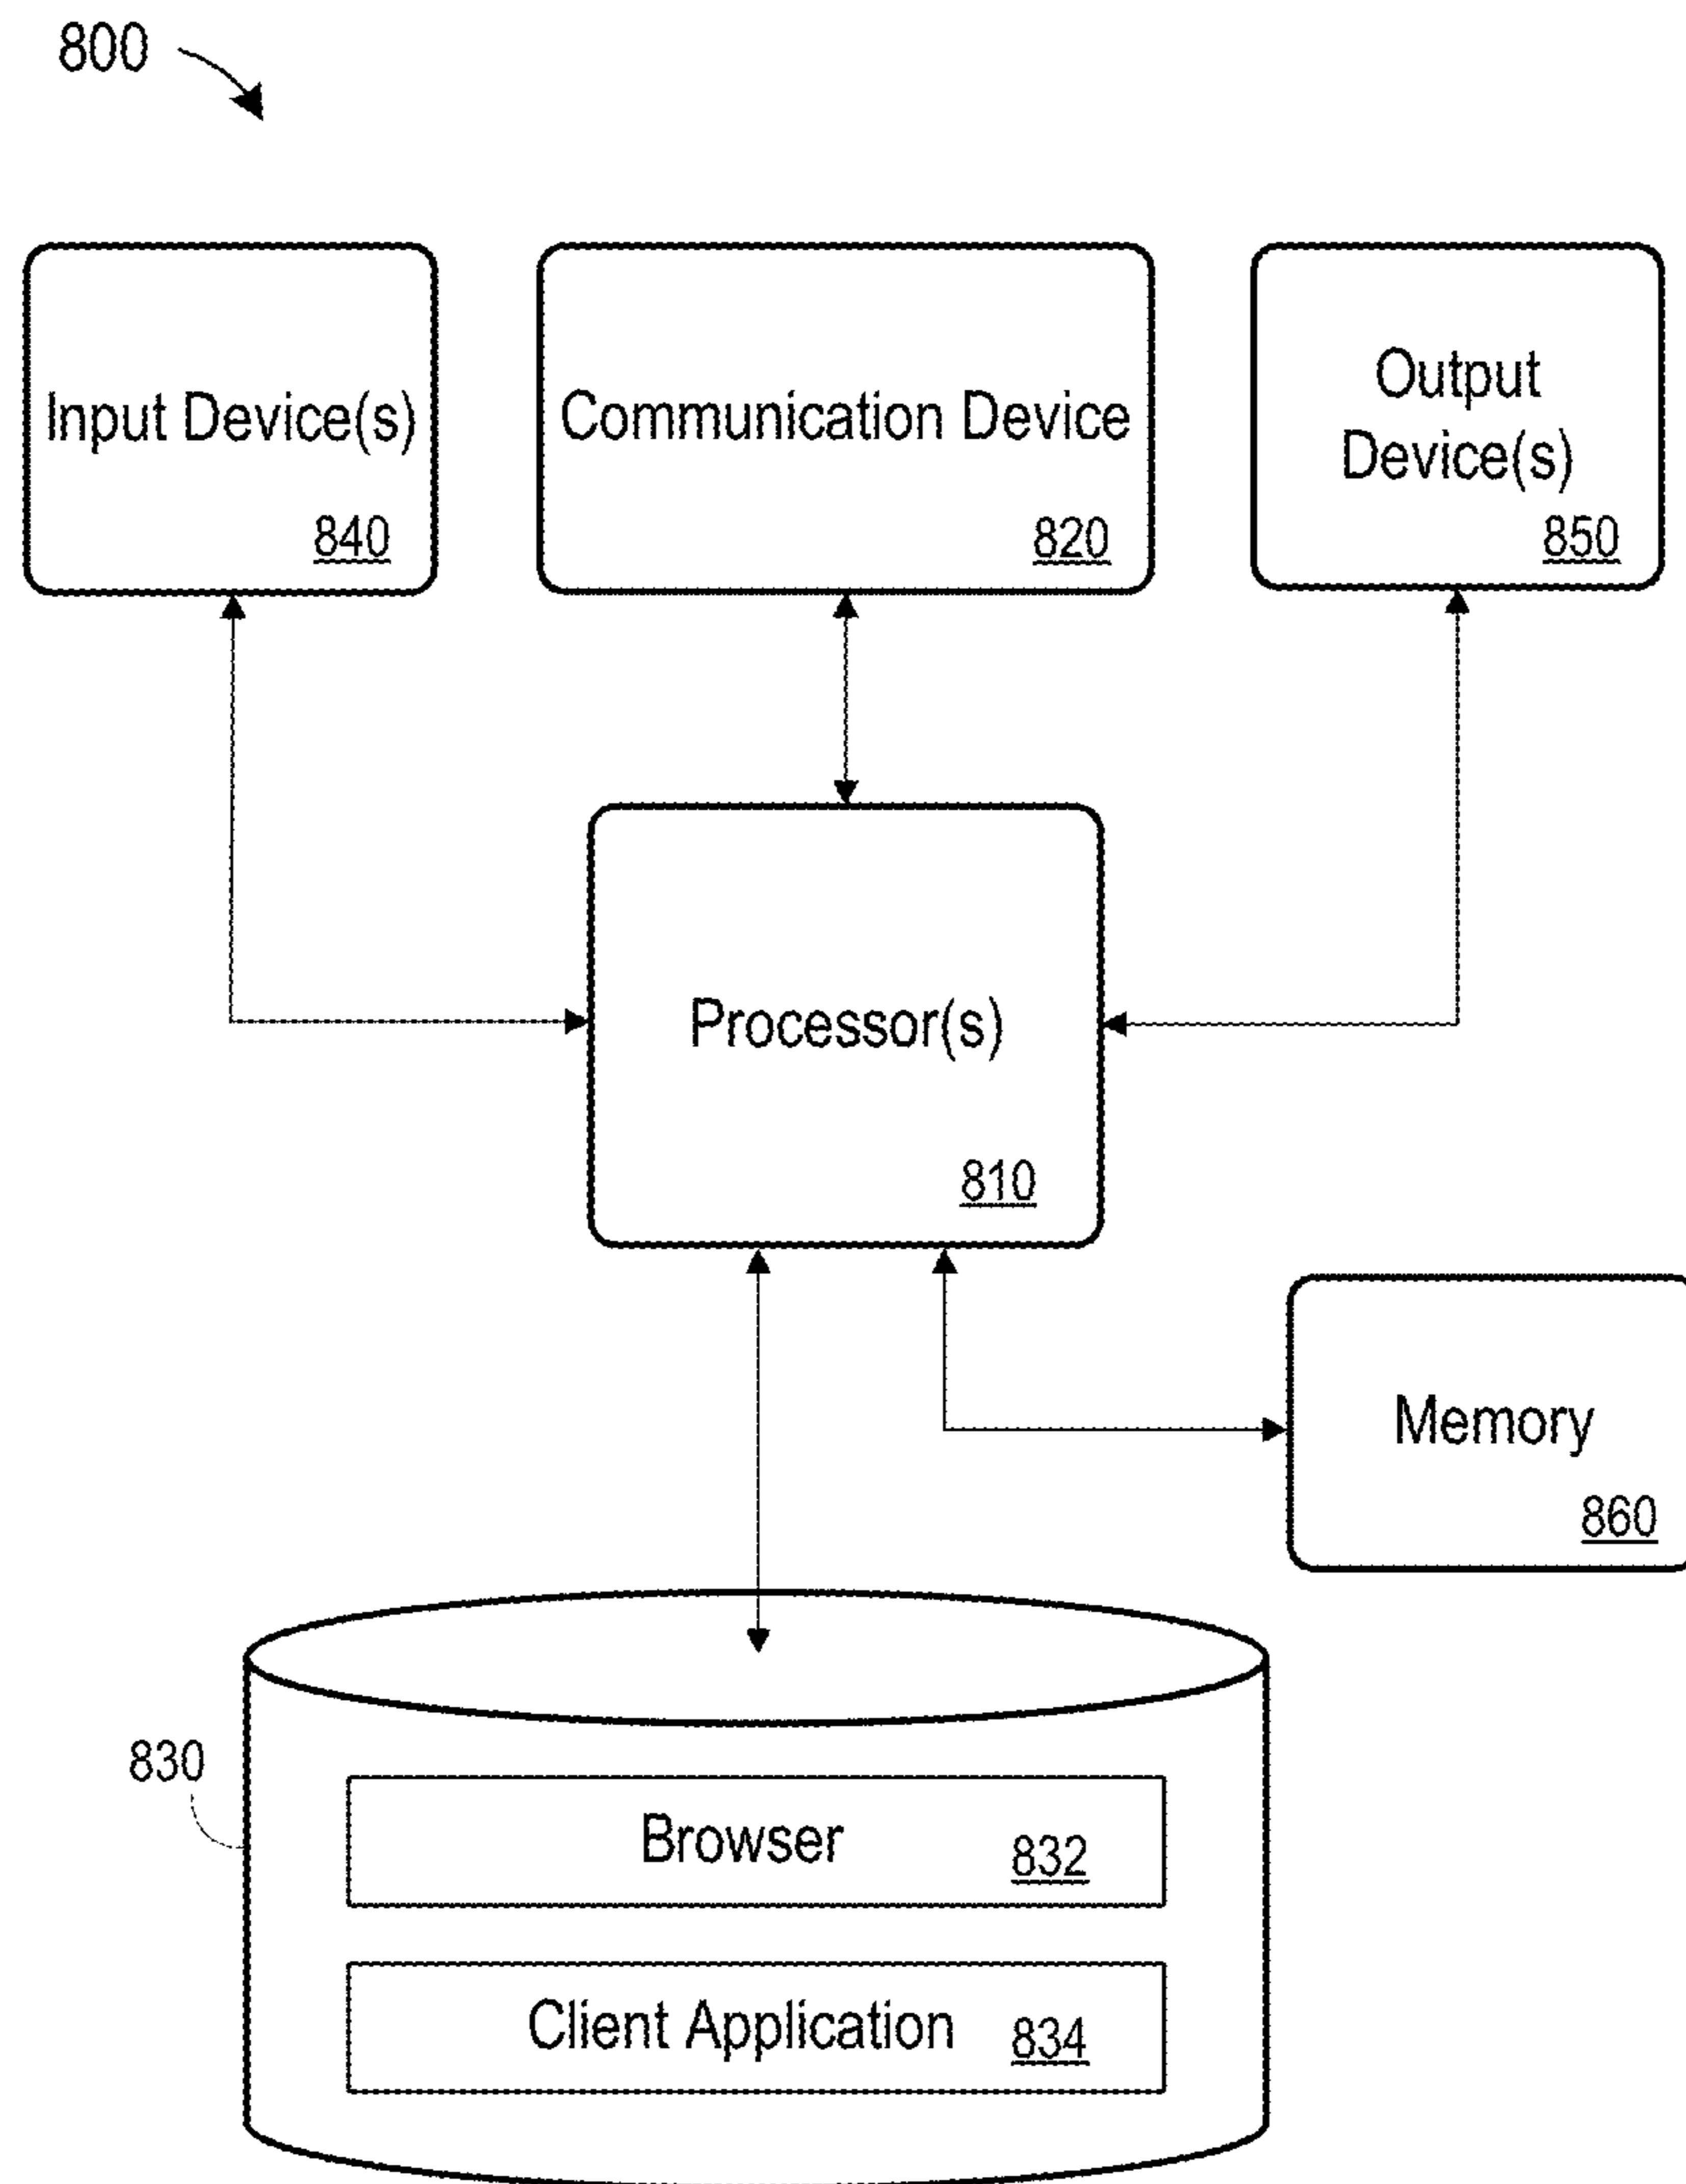 800
Input Device(s)
840
Communication Device
820
Output
Device(s)
850
Processor(s)
810
Memory
860
830
Browser 832
Client Application 834